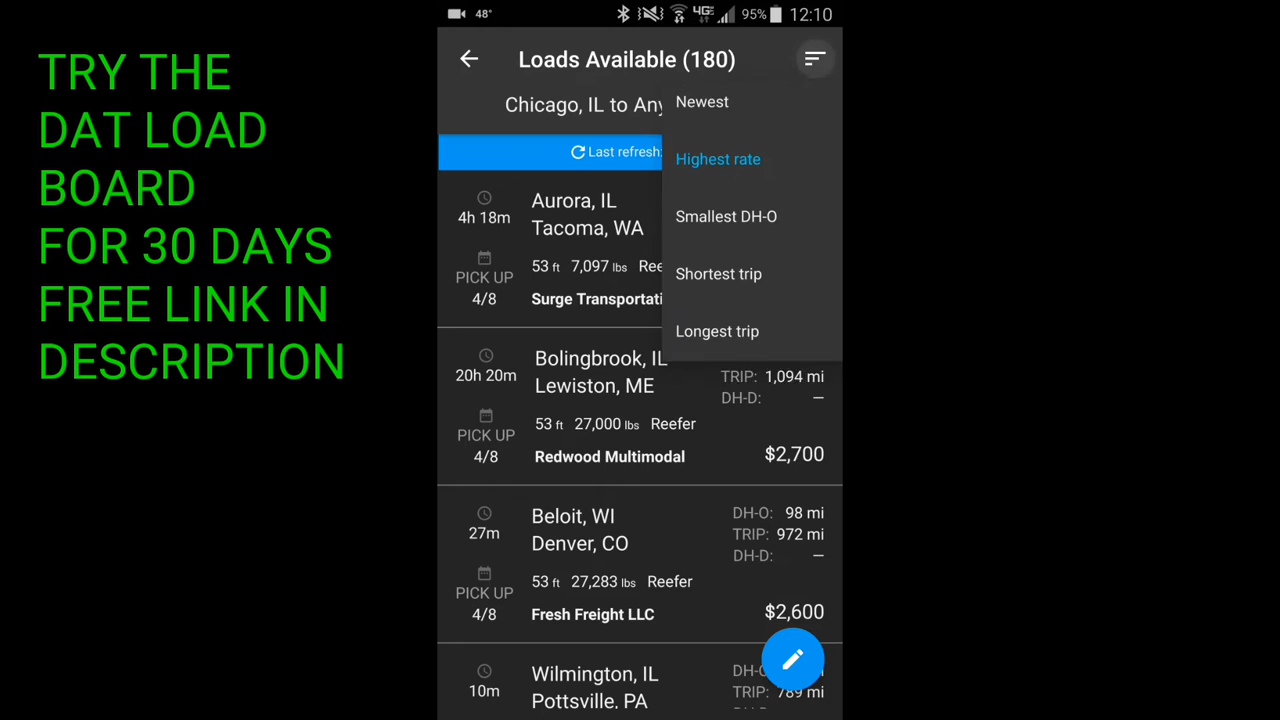 TRY THE
DAT LOAD
BOARD
FOR 30 DAYS
FREE LINK IN
DESCRIPTION
48° 4G 95% 12:10
Loads Available (180)
Chicago, IL to Any
Last refresh:
Newest
Highest rate
Smallest DH-O
Shortest trip
Longest trip
4h 18m
PICK UP
4/8
Aurora, IL
Tacoma, WA
53 ft 7,097 lbs Ree
Surge Transportati
20h 20m
PICK UP
4/8
Bolingbrook, IL
Lewiston, ME
53 ft 27,000 lbs Reefer
Redwood Multimodal
TRIP: 1,094 mi
DH-D: —
$2,700
27m
PICK UP
4/8
Beloit, WI
Denver, CO
53 ft 27,283 lbs Reefer
Fresh Freight LLC
DH-O: 98 mi
TRIP: 972 mi
DH-D: —
$2,600
10m
Wilmington, IL
Pottsville, PA
TRIP: 789 mi